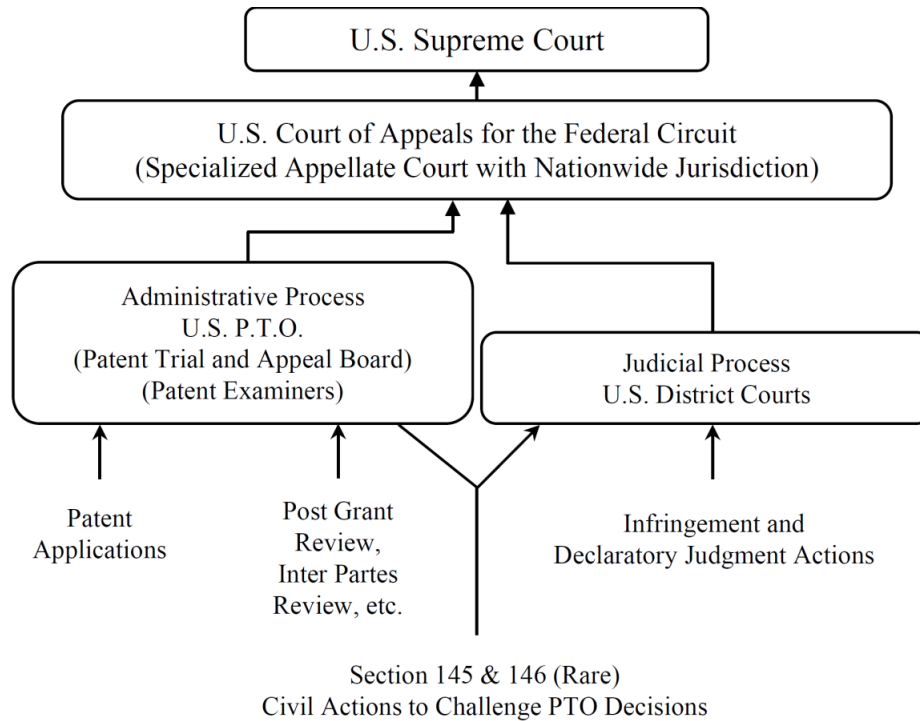 U.S. Supreme Court
U.S. Court of Appeals for the Federal Circuit
(Specialized Appellate Court with Nationwide Jurisdiction)
Administrative Process
U.S. P.T.O.
(Patent Trial and Appeal Board)
(Patent Examiners)
Judicial Process
U.S. District Courts
Patent
Applications
Post Grant
Review,
Inter Partes
Review, etc.
Infringement and
Declaratory Judgment Actions
Section 145 & 146 (Rare)
Civil Actions to Challenge PTO Decisions